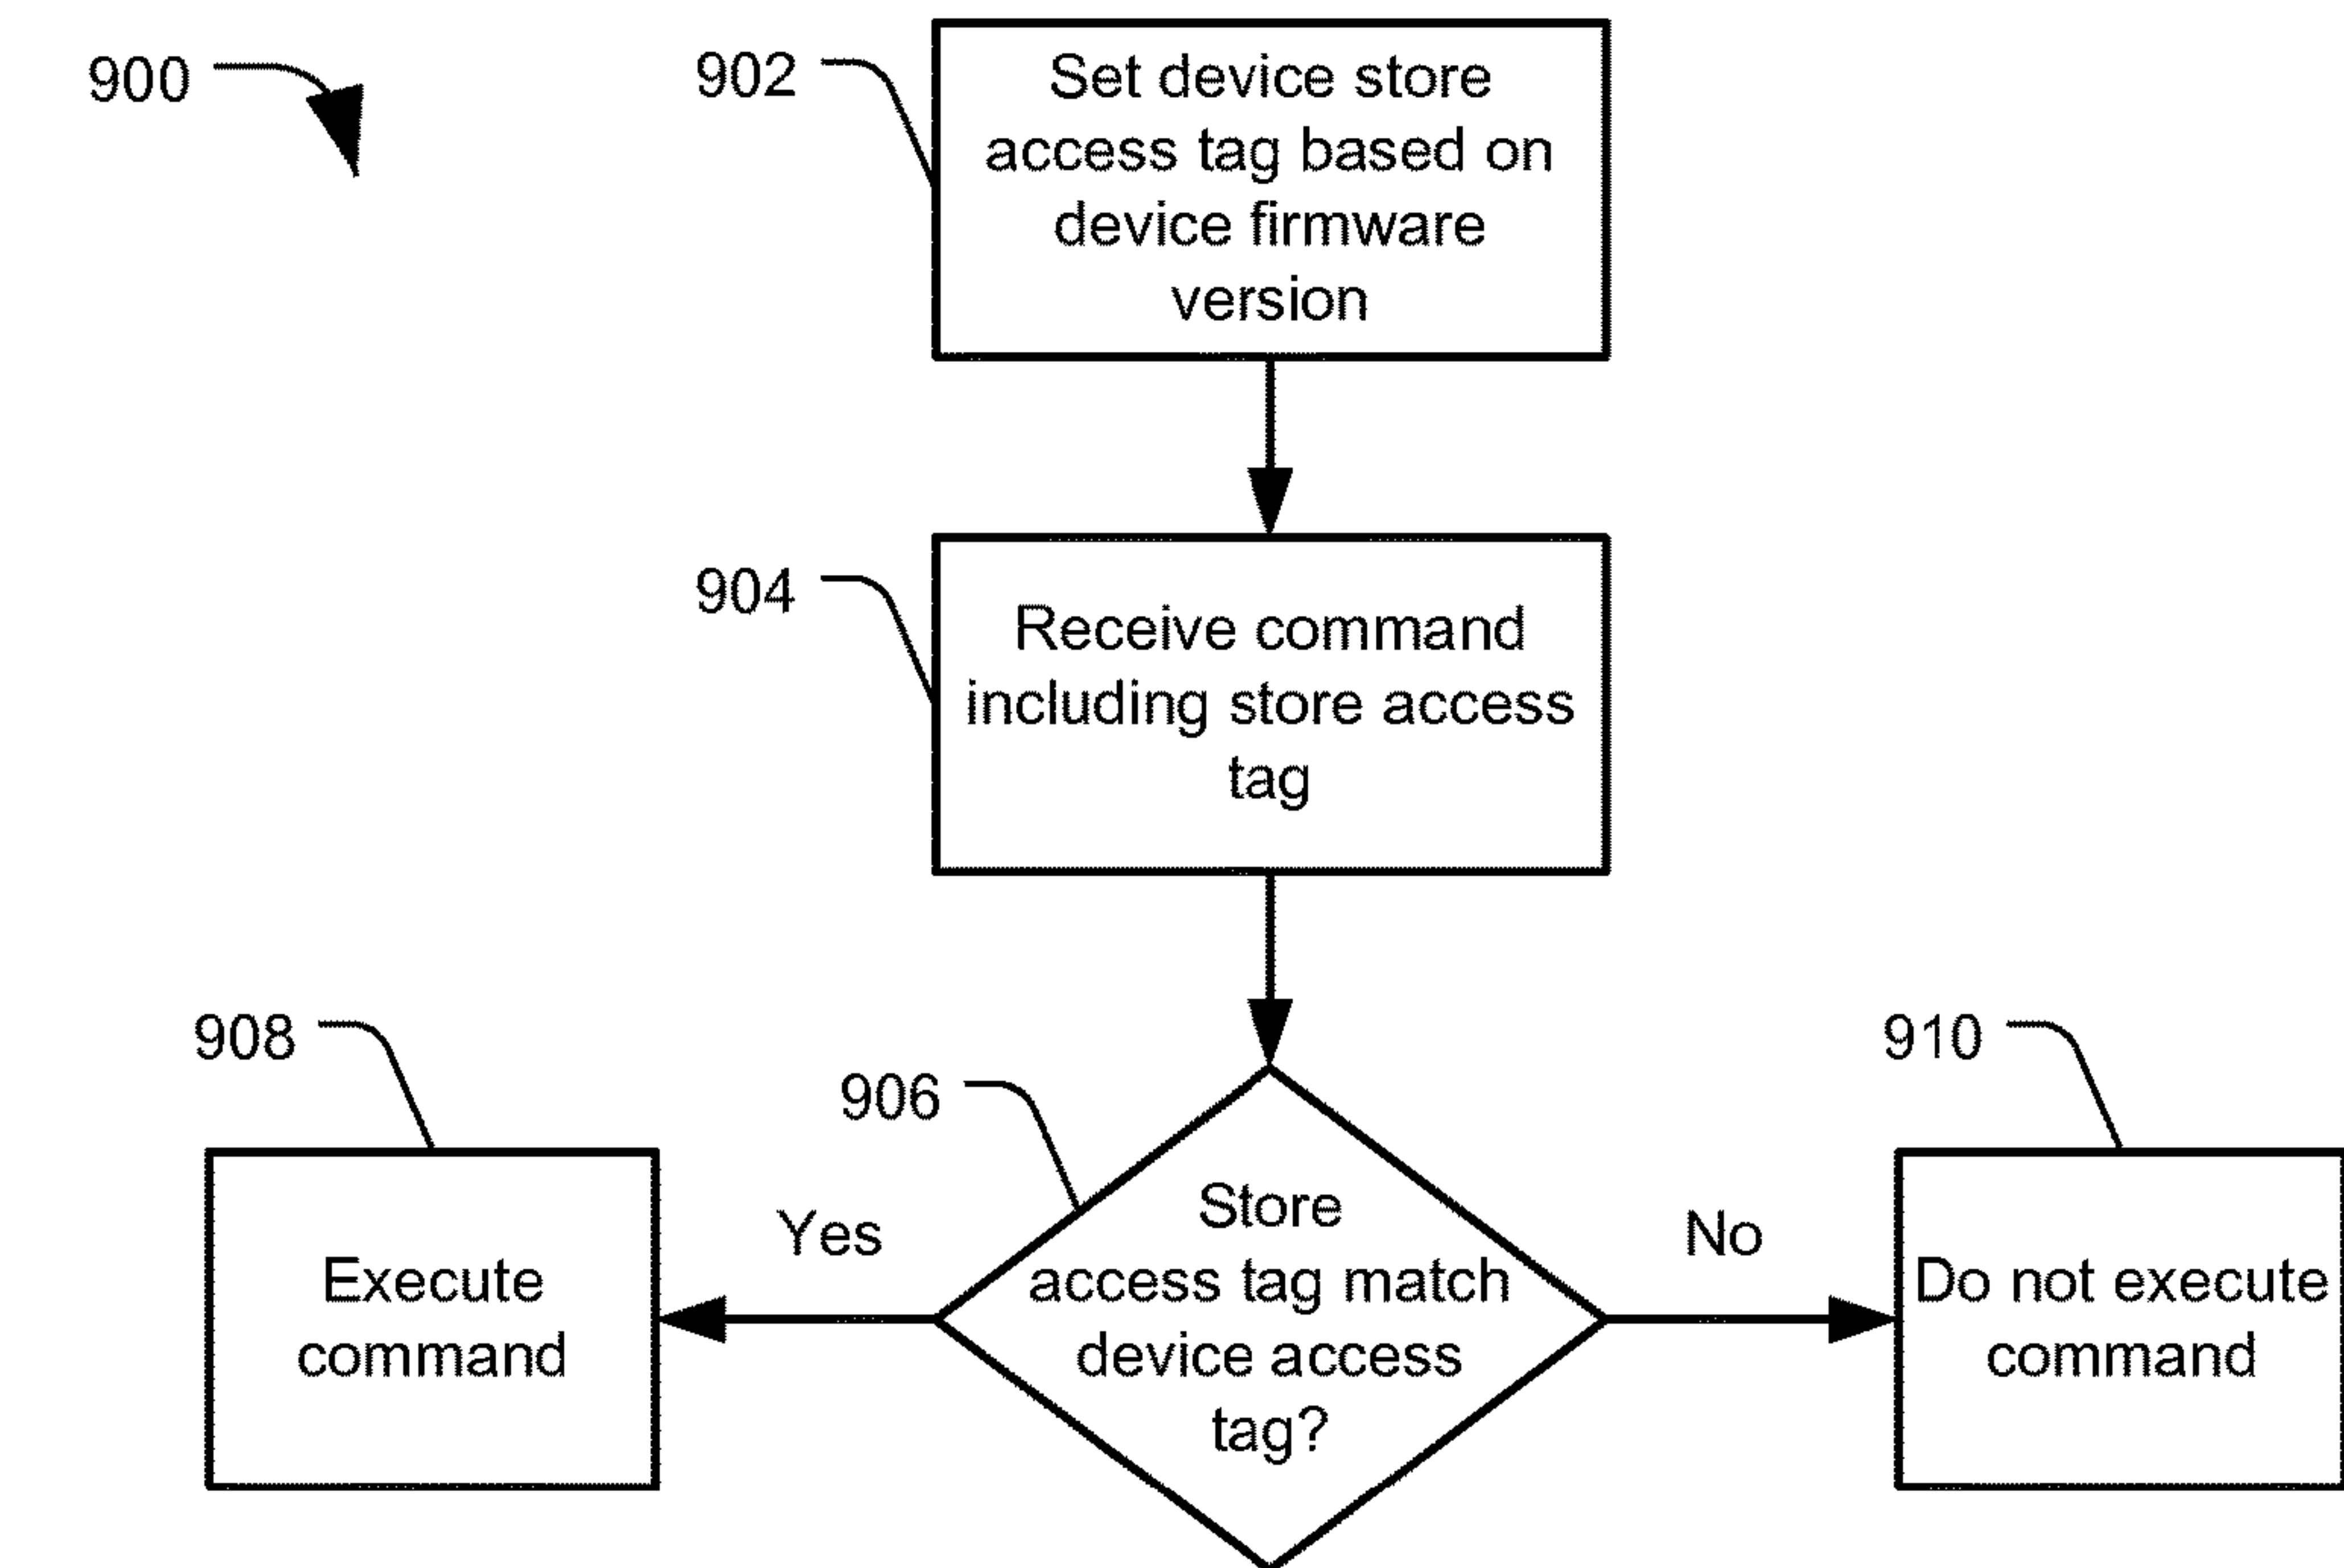 900
902
Set device store
access tag based on
device firmware
version
904
Receive command
including store access
tag
908
906
910
Yes
No
Execute
command
Store
access tag match
device access
tag?
Do not execute
command